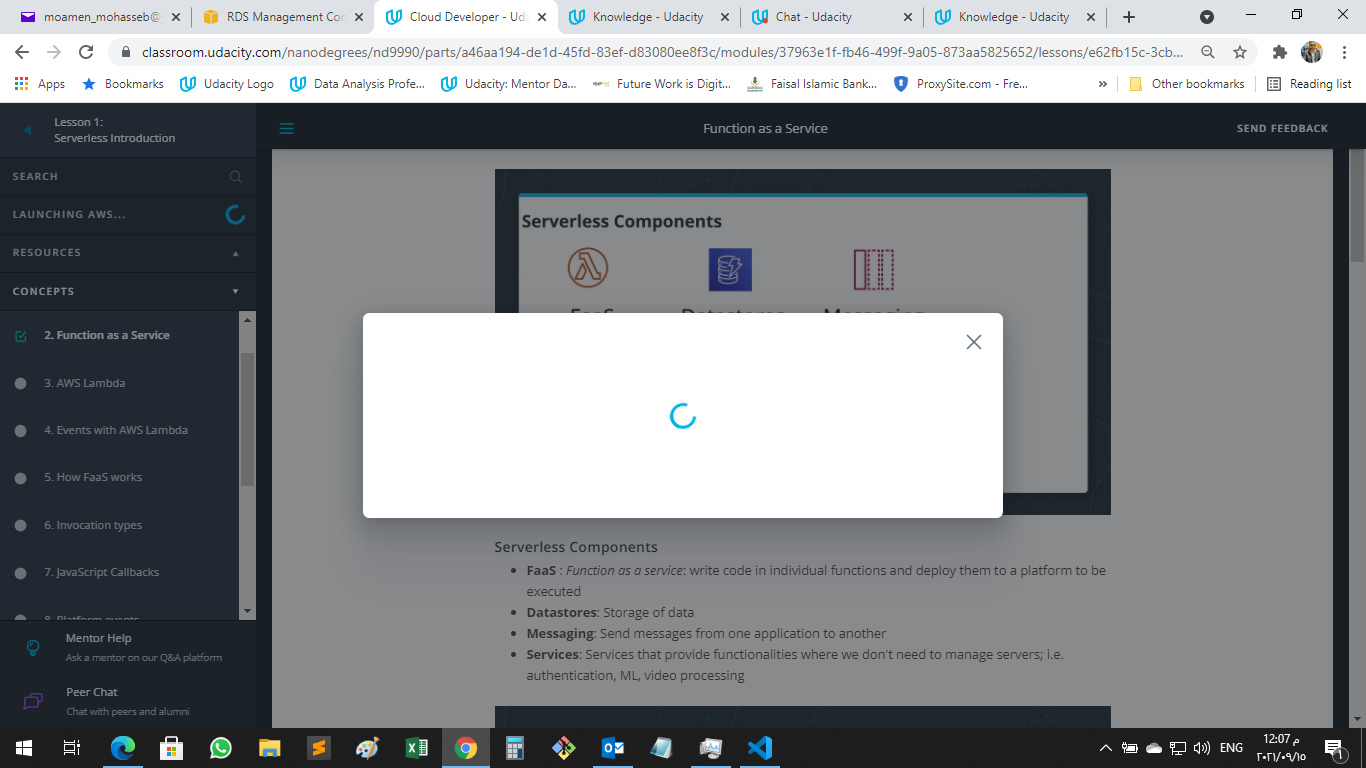 moamen_mohasseb@
RDS Management Con
Cloud Developer - Uda
Knowledge - Udacity
Chat - Udacity
Knowledge - Udacity
classroom.udacity.com/nanodegrees/nd9990/parts/a46aa194-de1d-45fd-83ef-d83080ee8f3c/modules/37963e1f-fb46-499f-9a05-873aa5825652/lessons/e62fb15c-3cb...
Apps
Bookmarks
Udacity Logo
Data Analysis Profe...
Udacity: Mentor Da...
Future Work is Digit...
Faisal Islamic Bank...
ProxySite.com - Fre...
»
Other bookmarks
Reading list
Lesson 1:
Serverless Introduction
Function as a Service
SEND FEEDBACK
SEARCH
LAUNCHING AWS...
RESOURCES
CONCEPTS
2. Function as a Service
3. AWS Lambda
4. Events with AWS Lambda
5. How FaaS works
6. Invocation types
7. JavaScript Callbacks
8. Platform events
Mentor Help
Ask a mentor on our Q&A platform
Peer Chat
Chat with peers and alumni
Serverless Components
FaaS
Datastores
Messaging
Serverless Components
• FaaS : Function as a service: write code in individual functions and deploy them to a platform to be
executed
• Datastores: Storage of data
• Messaging: Send messages from one application to another
• Services: Services that provide functionalities where we don't need to manage servers; i.e.
authentication, ML, video processing
ENG
12:07 م
٢٠٢١/٠٩/١٥
1